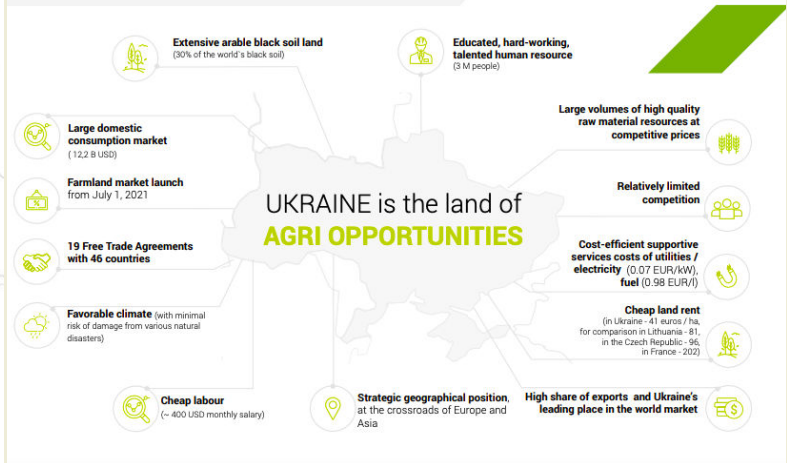 Extensive arable black soil land
(30% of the world`s black soil)
Educated, hard-working,
talented human resource
(3 M people)
Large domestic
consumption market
( 12,2 B USD)
Farmland market launch
from July 1, 2021
19 Free Trade Agreements
with 46 countries
Favorable climate (with minimal
risk of damage from various natural
disasters)
Cheap labour
(~ 400 USD monthly salary)
UKRAINE is the land of
AGRI OPPORTUNITIES
Strategic geographical position,
at the crossroads of Europe and
Asia
Large volumes of high quality
raw material resources at
competitive prices
Relatively limited
competition
Cost-efficient supportive
services costs of utilities /
electricity (0.07 EUR/kW),
fuel (0.98 EUR/l)
Cheap land rent
(in Ukraine - 41 euros / ha,
for comparison in Lithuania - 81,
in the Czech Republic - 96,
in France - 202)
High share of exports and Ukraine's
leading place in the world market